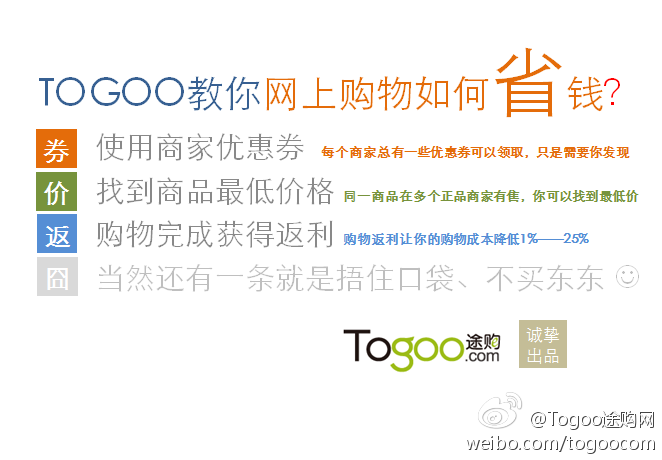 TOGOO教你网上购物如何省钱?
券 使用商家优惠券 每个商家总有一些优惠券可以领取，只是需要你发现
价 找到商品最低价格 同一商品在多个正品商家有售，你可以找到最低价
返 购物完成获得返利 购物返利让你的购物成本降低1%——25%
囧 当然还有一条就是捂住口袋、不买东东☺
Togoo途购.com
诚挚
出品
@Togoo途购网
weibo.com/togoocom